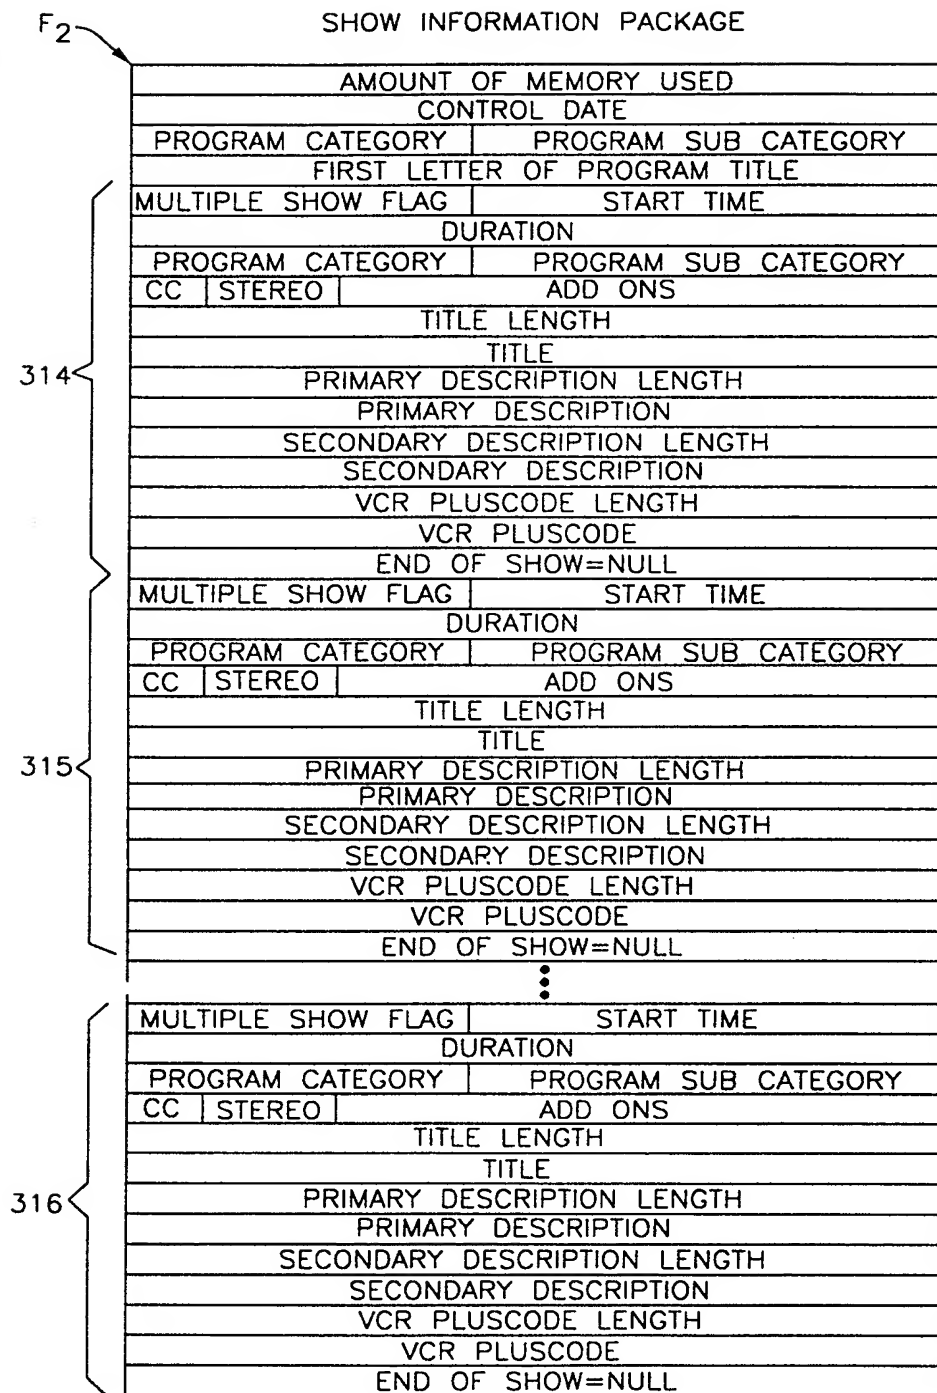 F2
SHOW INFORMATION PACKAGE
AMOUNT OF MEMORY USED
CONTROL DATE
PROGRAM CATEGORY PROGRAM SUB CATEGORY
FIRST LETTER OF PROGRAM TITLE
314
MULTIPLE SHOW FLAG START TIME
DURATION
PROGRAM CATEGORY PROGRAM SUB CATEGORY
CC STEREO ADD ONS
TITLE LENGTH
TITLE
PRIMARY DESCRIPTION LENGTH
PRIMARY DESCRIPTION
SECONDARY DESCRIPTION LENGTH
SECONDARY DESCRIPTION
VCR PLUSCODE LENGTH
VCR PLUSCODE
END OF SHOW=NULL
315
MULTIPLE SHOW FLAG START TIME
DURATION
PROGRAM CATEGORY PROGRAM SUB CATEGORY
CC STEREO ADD ONS
TITLE LENGTH
TITLE
PRIMARY DESCRIPTION LENGTH
PRIMARY DESCRIPTION
SECONDARY DESCRIPTION LENGTH
SECONDARY DESCRIPTION
VCR PLUSCODE LENGTH
VCR PLUSCODE
END OF SHOW=NULL
316
MULTIPLE SHOW FLAG START TIME
DURATION
PROGRAM CATEGORY PROGRAM SUB CATEGORY
CC STEREO ADD ONS
TITLE LENGTH
TITLE
PRIMARY DESCRIPTION LENGTH
PRIMARY DESCRIPTION
SECONDARY DESCRIPTION LENGTH
SECONDARY DESCRIPTION
VCR PLUSCODE LENGTH
VCR PLUSCODE
END OF SHOW=NULL